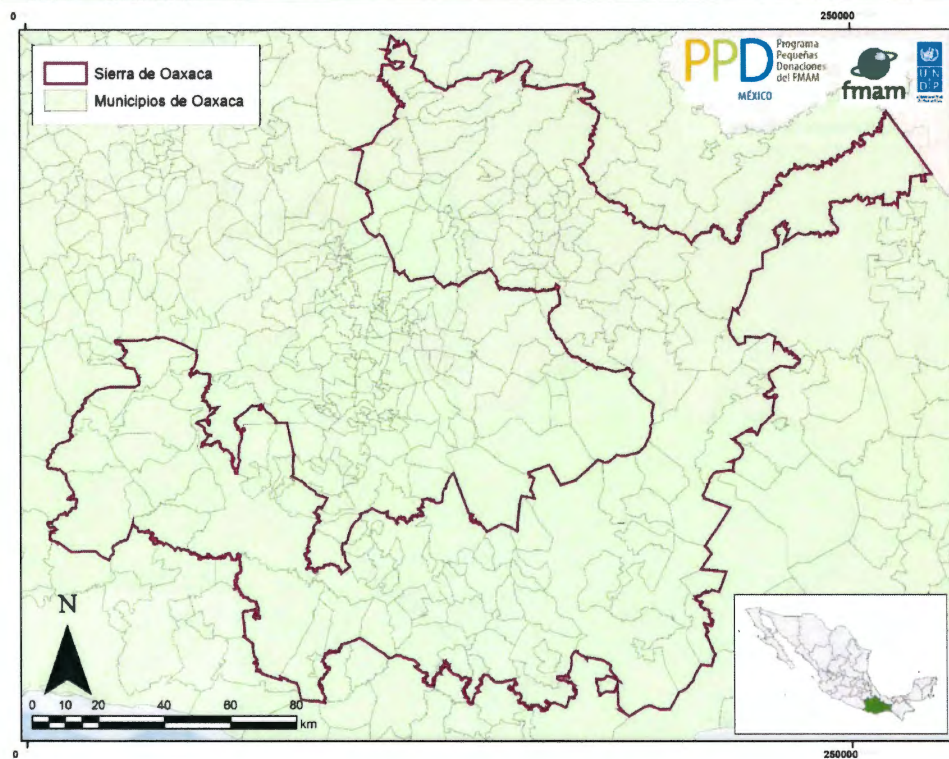 0
250000
Sierra de Oaxaca
Municipios de Oaxaca
PPD
Programa
Pequeñas
Donaciones
del FMAM
MÉXICO
fmam
U N
D P
N
0 10 20 40 60 80
km
0
250000